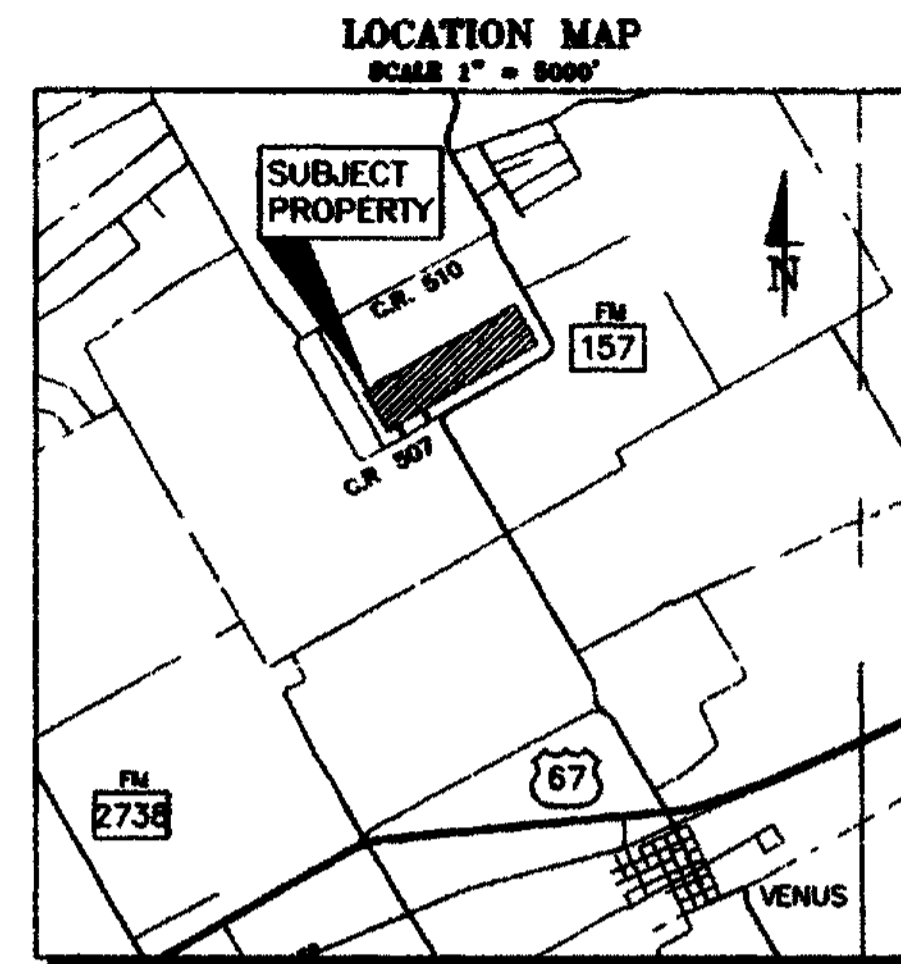 LOCATION MAP
SCALE 1" = 5000'
SUBJECT
PROPERTY
C.R. 510
N
FM
157
C.R 507
67
FM
2738
VENUS